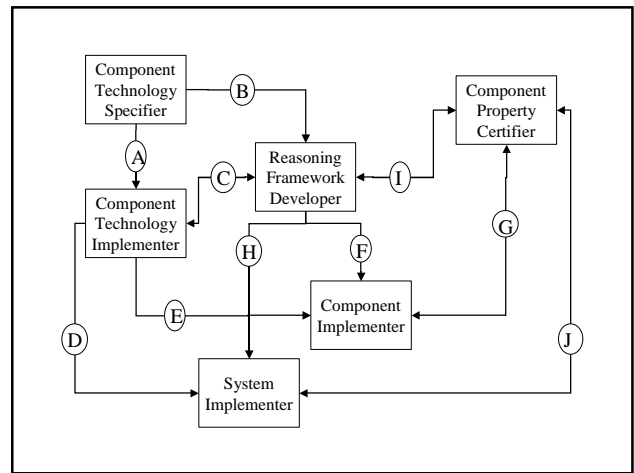 Component
Technology
Specifier
B
Component
Property
Certifier
A
Reasoning
Framework
Developer
C
I
Component
Technology
Implementer
G
H
F
Component
Implementer
E
D
J
System
Implementer